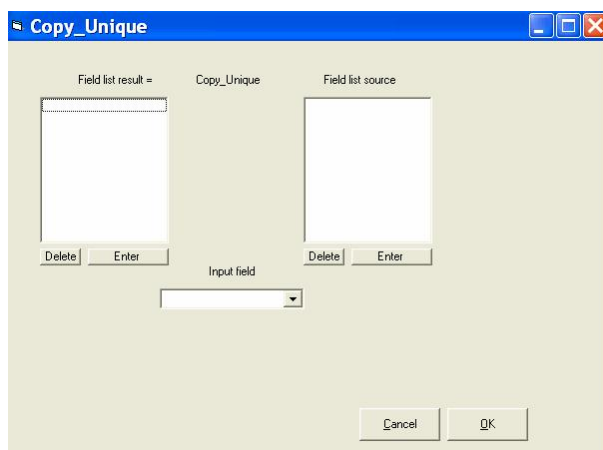 Copy_Unique
Field list result = Copy_Unique Field list source
Delete Enter Delete Enter
Input field
Cancel OK